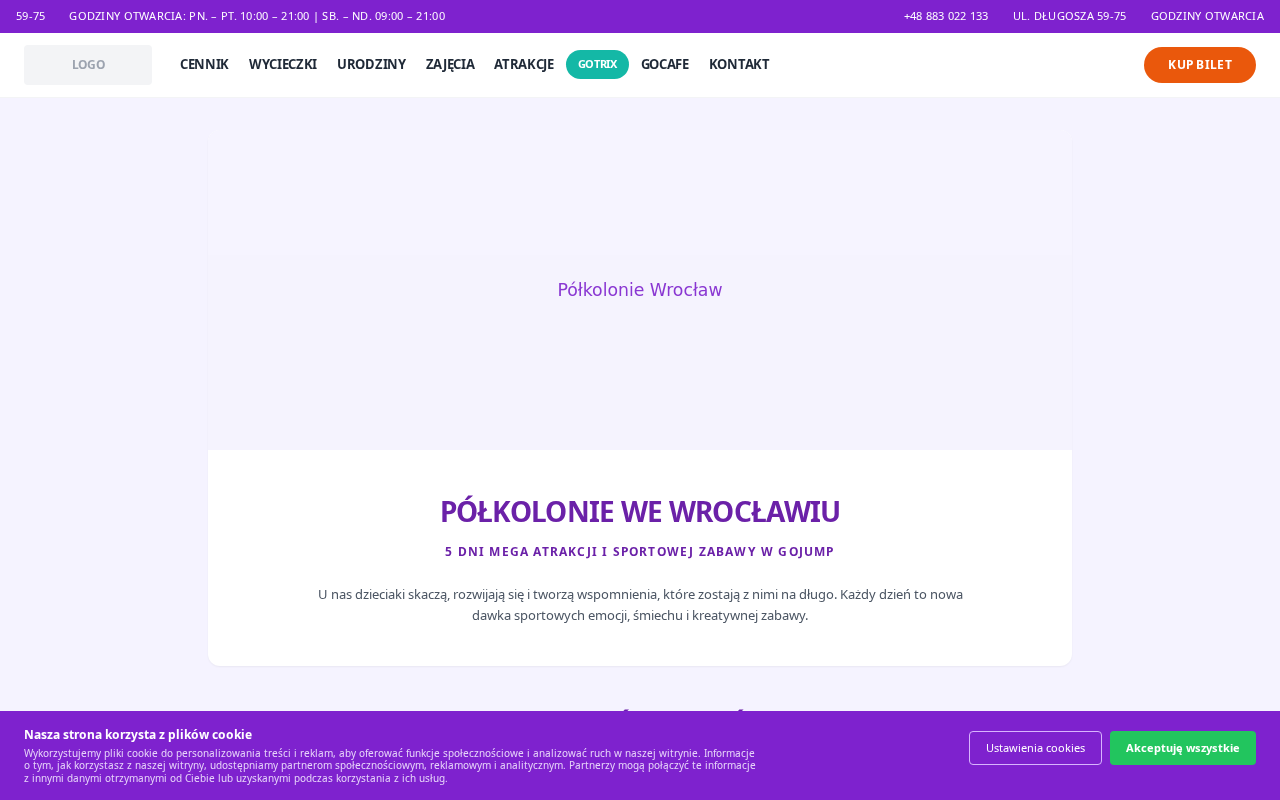 59-75 GODZINY OTWARCIA: PN. – PT. 10:00 – 21:00 | SB. – ND. 09:00 – 21:00 +48 883 022 133 UL. DŁUGOSZA 59-75 GODZINY OTWARCIA
LOGO CENNIK WYCIECZKI URODZINY ZAJĘCIA ATRAKCJE GOTRIX GOCAFE KONTAKT KUP BILET
Półkolonie Wrocław
PÓŁKOLONIE WE WROCŁAWIU
5 DNI MEGA ATRAKCJI I SPORTOWEJ ZABAWY W GOJUMP
U nas dzieciaki skaczą, rozwijają się i tworzą wspomnienia, które zostają z nimi na długo. Każdy dzień to nowa
dawka sportowych emocji, śmiechu i kreatywnej zabawy.
Nasza strona korzysta z plików cookie
Wykorzystujemy pliki cookie do personalizowania treści i reklam, aby oferować funkcje społecznościowe i analizować ruch w naszej witrynie. Informacje
o tym, jak korzystasz z naszej witryny, udostępniamy partnerom społecznościowym, reklamowym i analitycznym. Partnerzy mogą połączyć te informacje
z innymi danymi otrzymanymi od Ciebie lub uzyskanymi podczas korzystania z ich usług.
Ustawienia cookies Akceptuję wszystkie